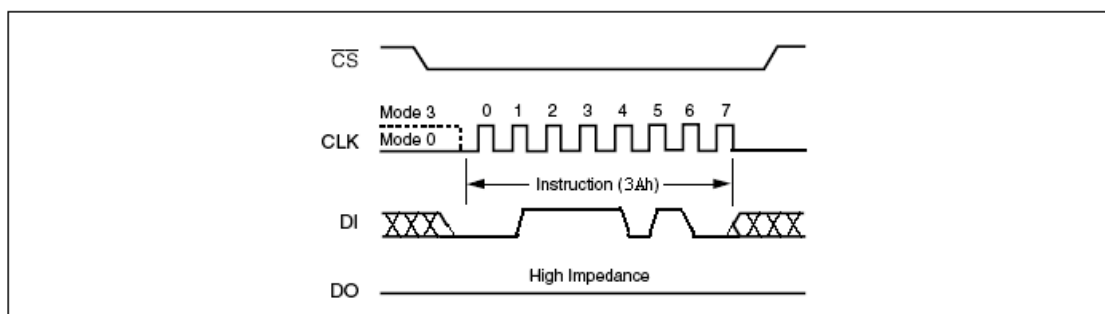 CS
Mode 3 0 1 2 3 4 5 6 7
CLK Mode 0
Instruction (3Ah)
DI
High Impedance
DO